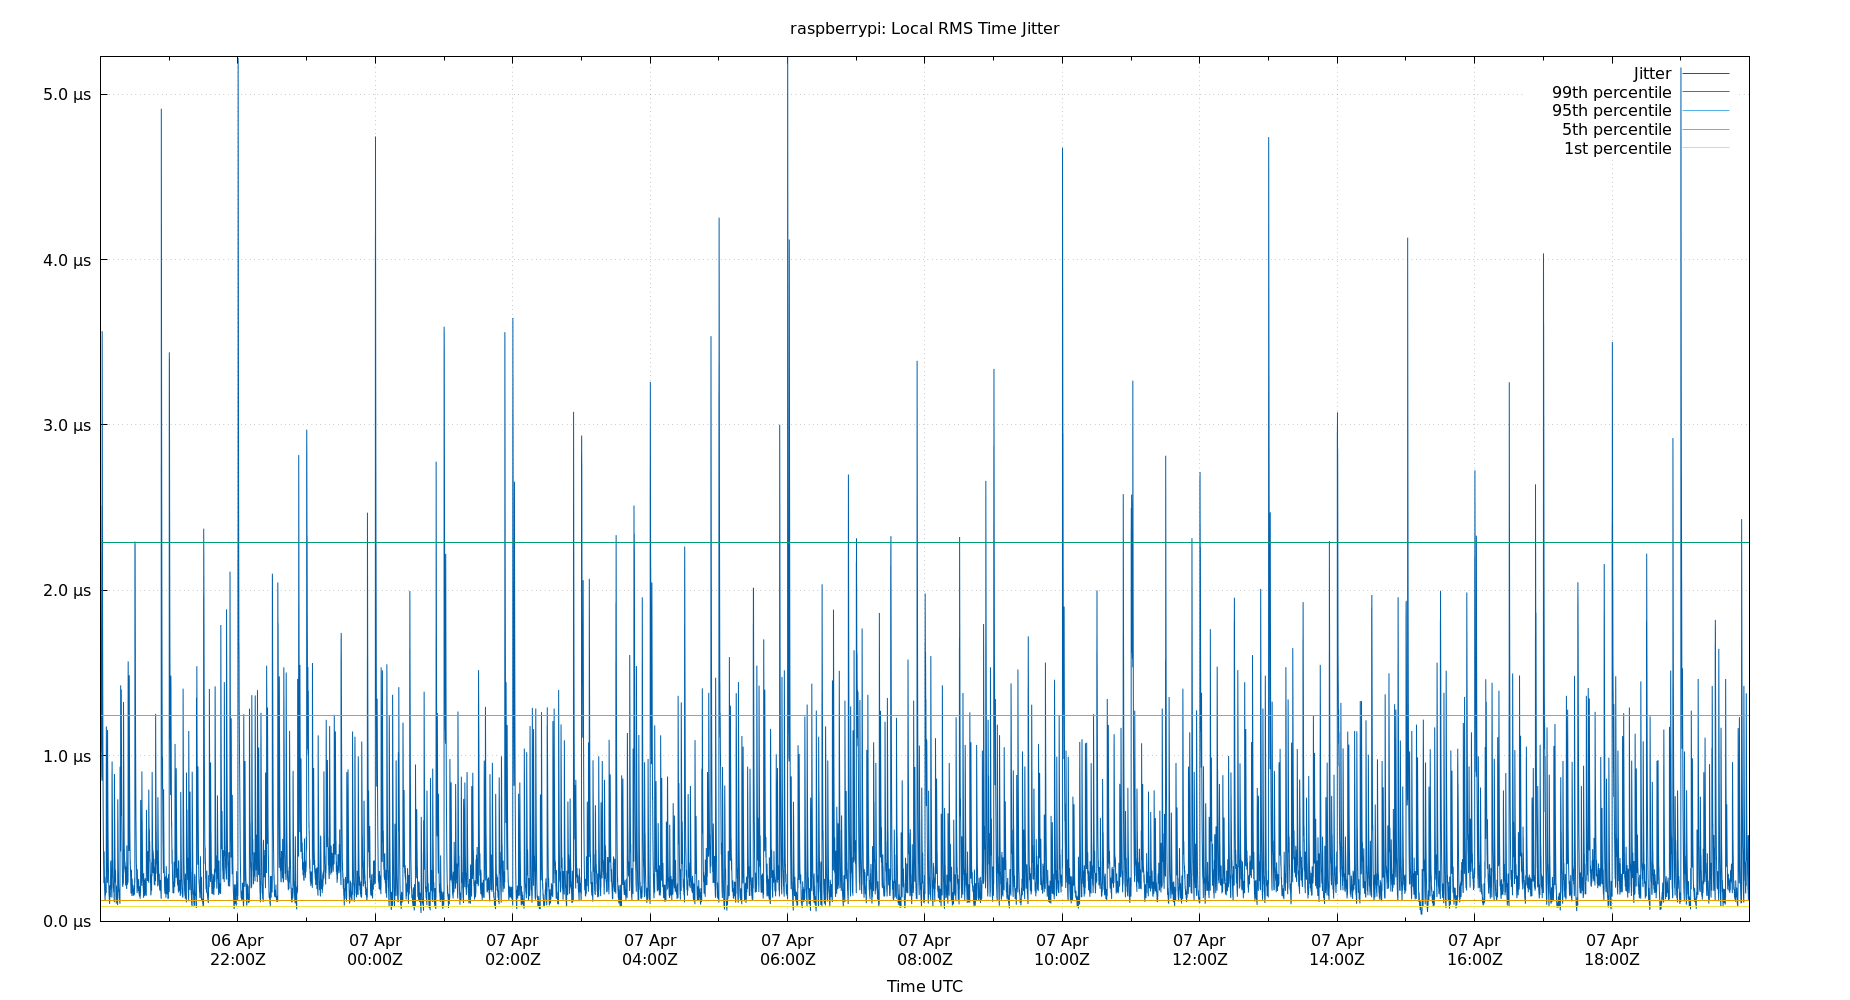 raspberrypi: Local RMS Time Jitter
Jitter
99th percentile
95th percentile
5th percentile
1st percentile
5.0 µs
4.0 µs
3.0 µs
2.0 µs
1.0 µs
0.0 µs
06 Apr 07 Apr 07 Apr 07 Apr 07 Apr 07 Apr 07 Apr 07 Apr 07 Apr 07 Apr 07 Apr
22:00Z 00:00Z 02:00Z 04:00Z 06:00Z 08:00Z 10:00Z 12:00Z 14:00Z 16:00Z 18:00Z
Time UTC